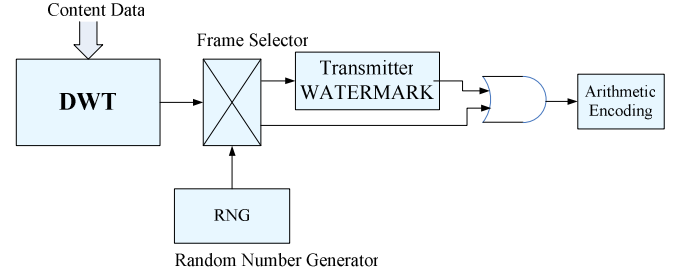 Content Data
Frame Selector
DWT
Transmitter
WATERMARK
Arithmetic
Encoding
RNG
Random Number Generator